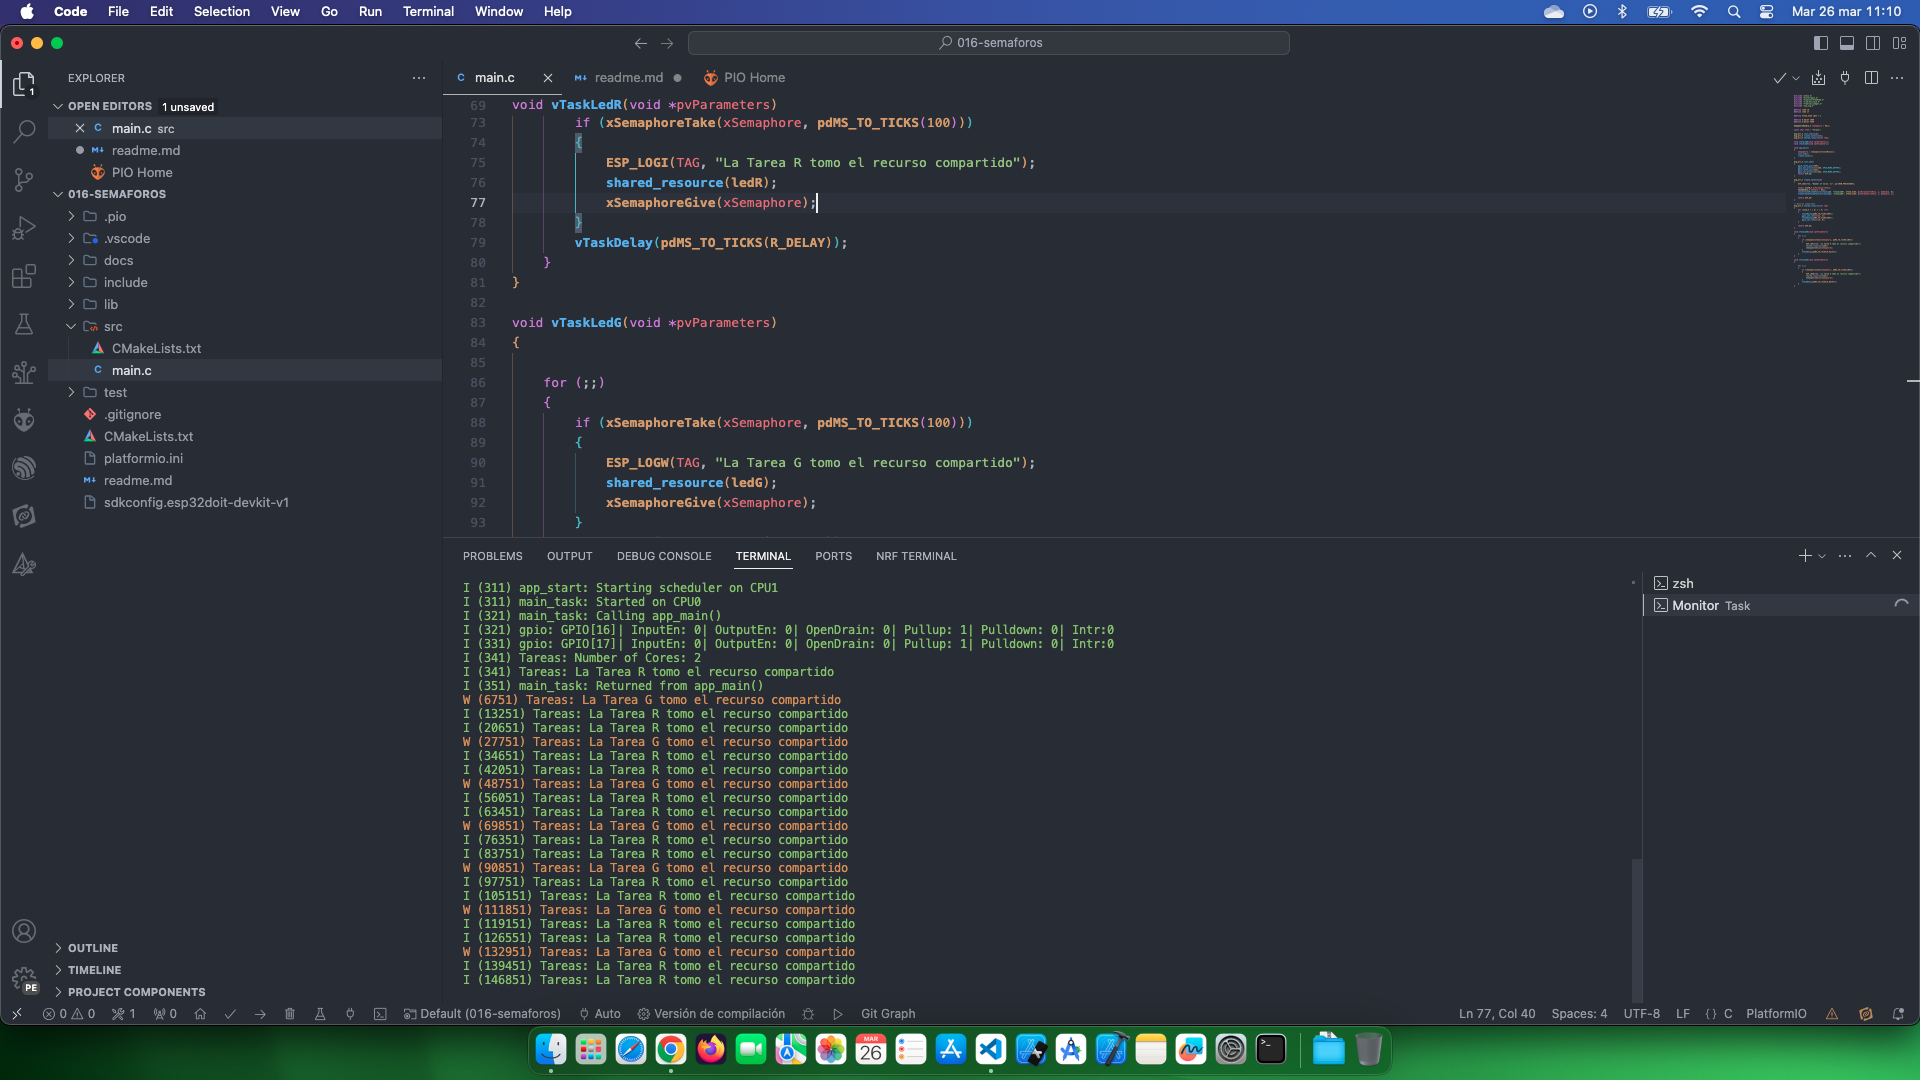 Code File Edit Selection View Go Run Terminal Window Help
Mar 26 mar 11:10
016-semaforos
EXPLORER
OPEN EDITORS 1 unsaved
main.c src
readme.md
PIO Home
016-SEMAFOROS
.pio
.vscode
docs
include
lib
src
CMakeLists.txt
main.c
test
.gitignore
CMakeLists.txt
platformio.ini
readme.md
sdkconfig.esp32doit-devkit-v1
OUTLINE
TIMELINE
PROJECT COMPONENTS
1
PE
main.c readme.md PIO Home
69 void vTaskLedR(void *pvParameters)
73 if (xSemaphoreTake(xSemaphore, pdMS_TO_TICKS(100)))
74 {
75 ESP_LOGI(TAG, "La Tarea R tomo el recurso compartido");
76 shared_resource(ledR);
77 xSemaphoreGive(xSemaphore);
78 }
79 vTaskDelay(pdMS_TO_TICKS(R_DELAY));
80 }
81 }
82
83 void vTaskLedG(void *pvParameters)
84 {
85
86 for (;;)
87 {
88 if (xSemaphoreTake(xSemaphore, pdMS_TO_TICKS(100)))
89 {
90 ESP_LOGW(TAG, "La Tarea G tomo el recurso compartido");
91 shared_resource(ledG);
92 xSemaphoreGive(xSemaphore);
93 }
PROBLEMS OUTPUT DEBUG CONSOLE TERMINAL PORTS NRF TERMINAL
zsh
Monitor Task
I (311) app_start: Starting scheduler on CPU1
I (311) main_task: Started on CPU0
I (321) main_task: Calling app_main()
I (321) gpio: GPIO[16]| InputEn: 0| OutputEn: 0| OpenDrain: 0| Pullup: 1| Pulldown: 0| Intr:0
I (331) gpio: GPIO[17]| InputEn: 0| OutputEn: 0| OpenDrain: 0| Pullup: 1| Pulldown: 0| Intr:0
I (341) Tareas: Number of Cores: 2
I (341) Tareas: La Tarea R tomo el recurso compartido
I (351) main_task: Returned from app_main()
W (6751) Tareas: La Tarea G tomo el recurso compartido
I (13251) Tareas: La Tarea R tomo el recurso compartido
I (20651) Tareas: La Tarea R tomo el recurso compartido
W (27751) Tareas: La Tarea G tomo el recurso compartido
I (34651) Tareas: La Tarea R tomo el recurso compartido
I (42051) Tareas: La Tarea R tomo el recurso compartido
W (48751) Tareas: La Tarea G tomo el recurso compartido
I (56051) Tareas: La Tarea R tomo el recurso compartido
I (63451) Tareas: La Tarea R tomo el recurso compartido
W (69851) Tareas: La Tarea G tomo el recurso compartido
I (76351) Tareas: La Tarea R tomo el recurso compartido
I (83751) Tareas: La Tarea R tomo el recurso compartido
W (90851) Tareas: La Tarea G tomo el recurso compartido
I (97751) Tareas: La Tarea R tomo el recurso compartido
I (105151) Tareas: La Tarea R tomo el recurso compartido
W (111851) Tareas: La Tarea G tomo el recurso compartido
I (119151) Tareas: La Tarea R tomo el recurso compartido
I (126551) Tareas: La Tarea R tomo el recurso compartido
W (132951) Tareas: La Tarea G tomo el recurso compartido
I (139451) Tareas: La Tarea R tomo el recurso compartido
I (146851) Tareas: La Tarea R tomo el recurso compartido
0 0 1 0 Default (016-semaforos) Auto Versión de compilación Git Graph Ln 77, Col 40 Spaces: 4 UTF-8 LF {} C PlatformIO
MAR 26